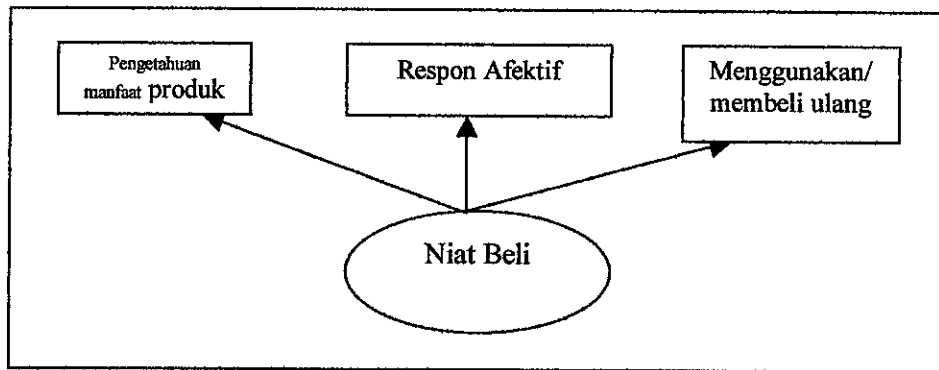 Pengetahuan
manfaat produk
Respon Afektif
Menggunakan/
membeli ulang
Niat Beli